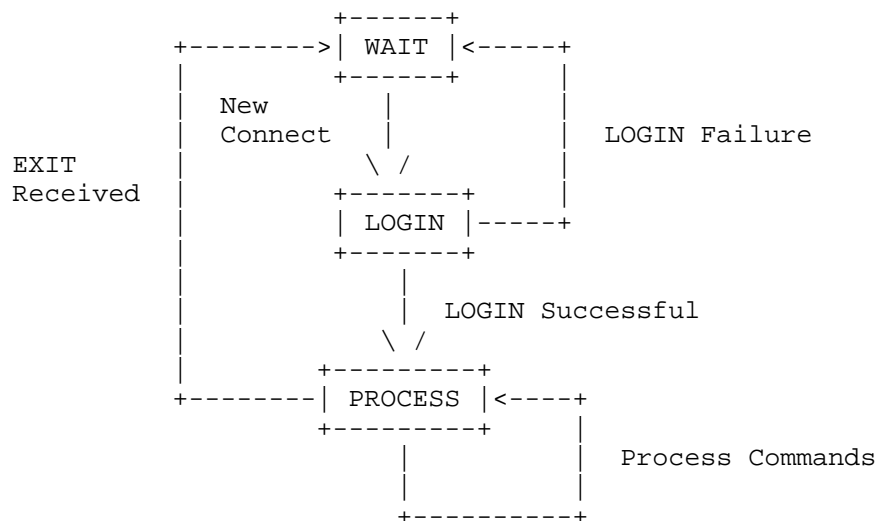 WAIT
New
Connect
LOGIN Failure
EXIT
Received
LOGIN
LOGIN Successful
PROCESS
Process Commands